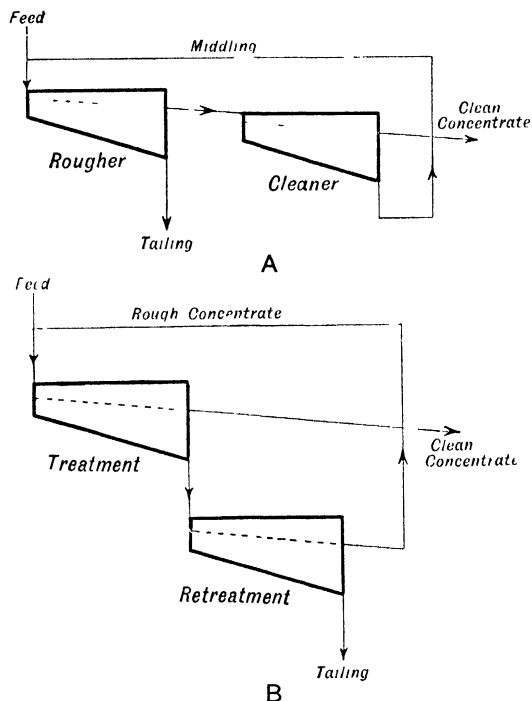 Feed
Middling
Clean
Concentrate
Rougher
Cleaner
Tailing
A
Feed
Rough Concentrate
Clean
Concentrate
Treatment
Retreatment
Tailing
B